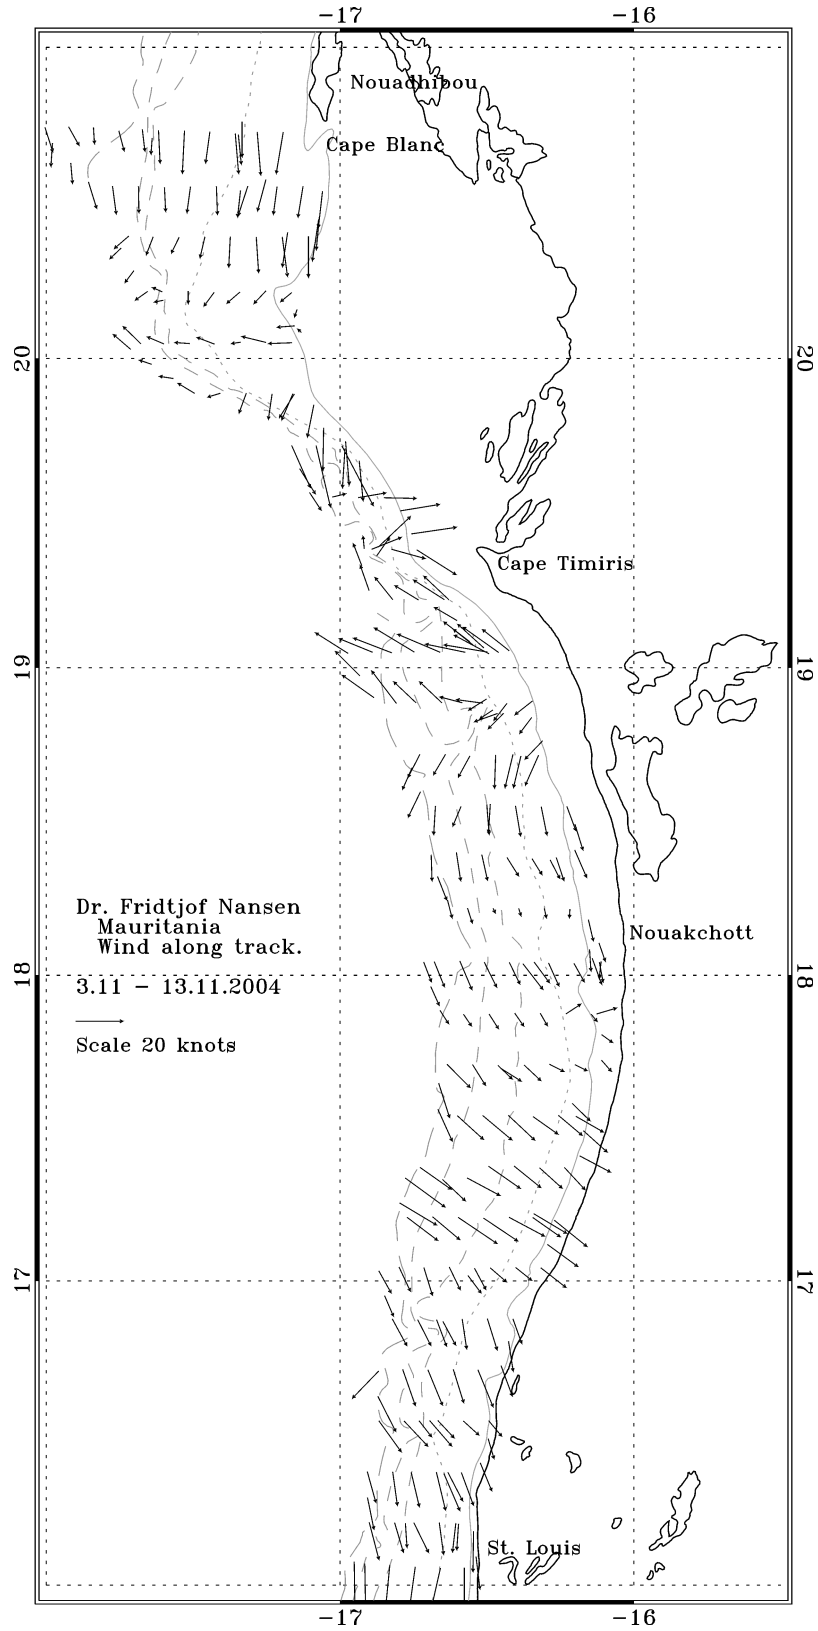 -17 -16
Nouadhibou
Cape Blanc
20 20
Cape Timiris
19 19
Dr. Fridtjof Nansen
Mauritania
Wind along track.
Nouakchott
18 18
3.11 - 13.11.2004
Scale 20 knots
17 17
St. Louis
-17 -16